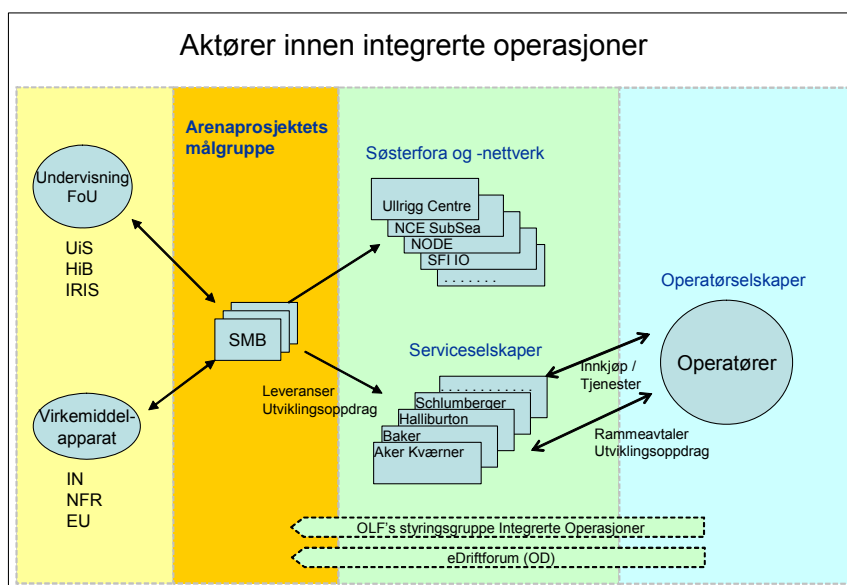 Aktører innen integrerte operasjoner
Arenaprosjektets
målgruppe
Undervisning
FoU
UiS
HiB
IRIS
Virkemiddel-
apparat
IN
NFR
EU
SMB
Leveranser
Utviklingsoppdrag
Søsterfora og -nettverk
Ullrigg Centre
NCE SubSea
NODE
SFI IO
. . . . . . .
Serviceselskaper
. . . . . . . . . . . .
Schlumberger
Halliburton
Baker
Aker Kværner
Innkjøp /
Tjenester
Rammeavtaler
Utviklingsoppdrag
Operatørselskaper
Operatører
OLF's styringsgruppe Integrerte Operasjoner
eDriftforum (OD)